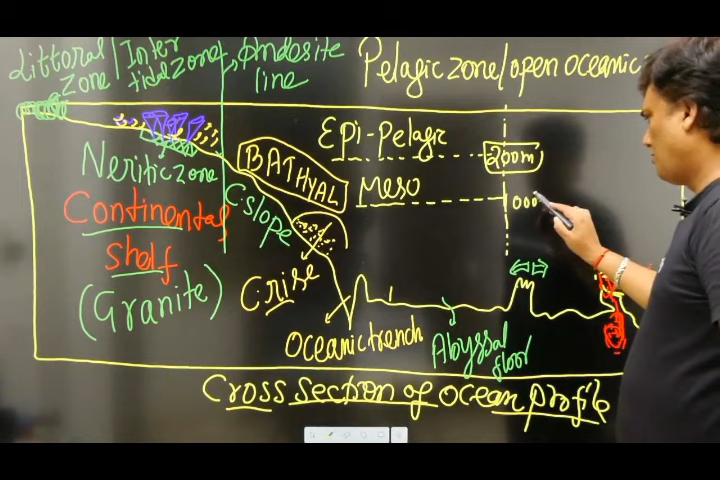 Littoral zone / Inter tidal zone
Andesite line
Pelagic zone/open oceanic
Epi-Pelagic
200m
BATHYAL
Meso
1000
Neritic zone
Continental
shelf
(Granite)
C·slope
C·rise
Oceanic trench
Abyssal
floor
Cross section of ocean profile